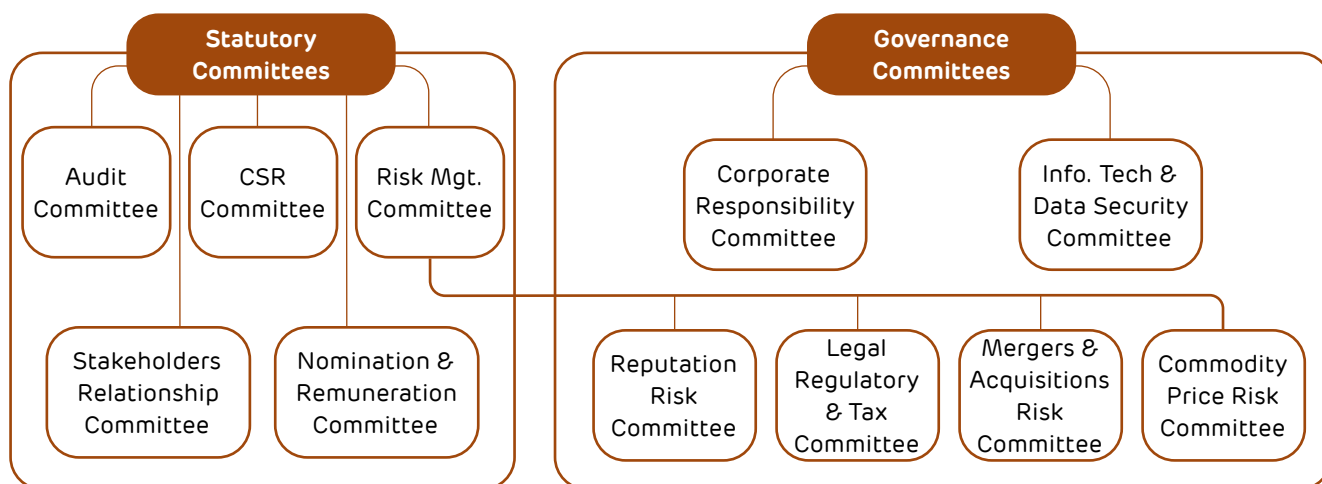 Statutory
Committees
Audit
Committee
CSR
Committee
Risk Mgt.
Committee
Stakeholders
Relationship
Committee
Nomination &
Remuneration
Committee
Governance
Committees
Corporate
Responsibility
Committee
Info. Tech &
Data Security
Committee
Reputation
Risk
Committee
Legal
Regulatory
& Tax
Committee
Mergers &
Acquisitions
Risk
Committee
Commodity
Price Risk
Committee